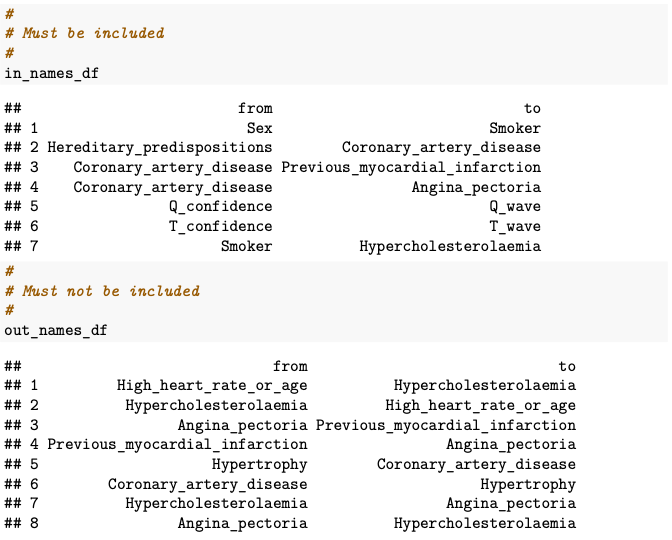 #
# Must be included
#
in_names_df
## from to
## 1 Sex Smoker
## 2 Hereditary_predispositions Coronary_artery_disease
## 3 Coronary_artery_disease Previous_myocardial_infarction
## 4 Coronary_artery_disease Angina_pectoria
## 5 Q_confidence Q_wave
## 6 T_confidence T_wave
## 7 Smoker Hypercholesterolaemia
#
# Must not be included
#
out_names_df
## from to
## 1 High_heart_rate_or_age Hypercholesterolaemia
## 2 Hypercholesterolaemia High_heart_rate_or_age
## 3 Angina_pectoria Previous_myocardial_infarction
## 4 Previous_myocardial_infarction Angina_pectoria
## 5 Hypertrophy Coronary_artery_disease
## 6 Coronary_artery_disease Hypertrophy
## 7 Hypercholesterolaemia Angina_pectoria
## 8 Angina_pectoria Hypercholesterolaemia